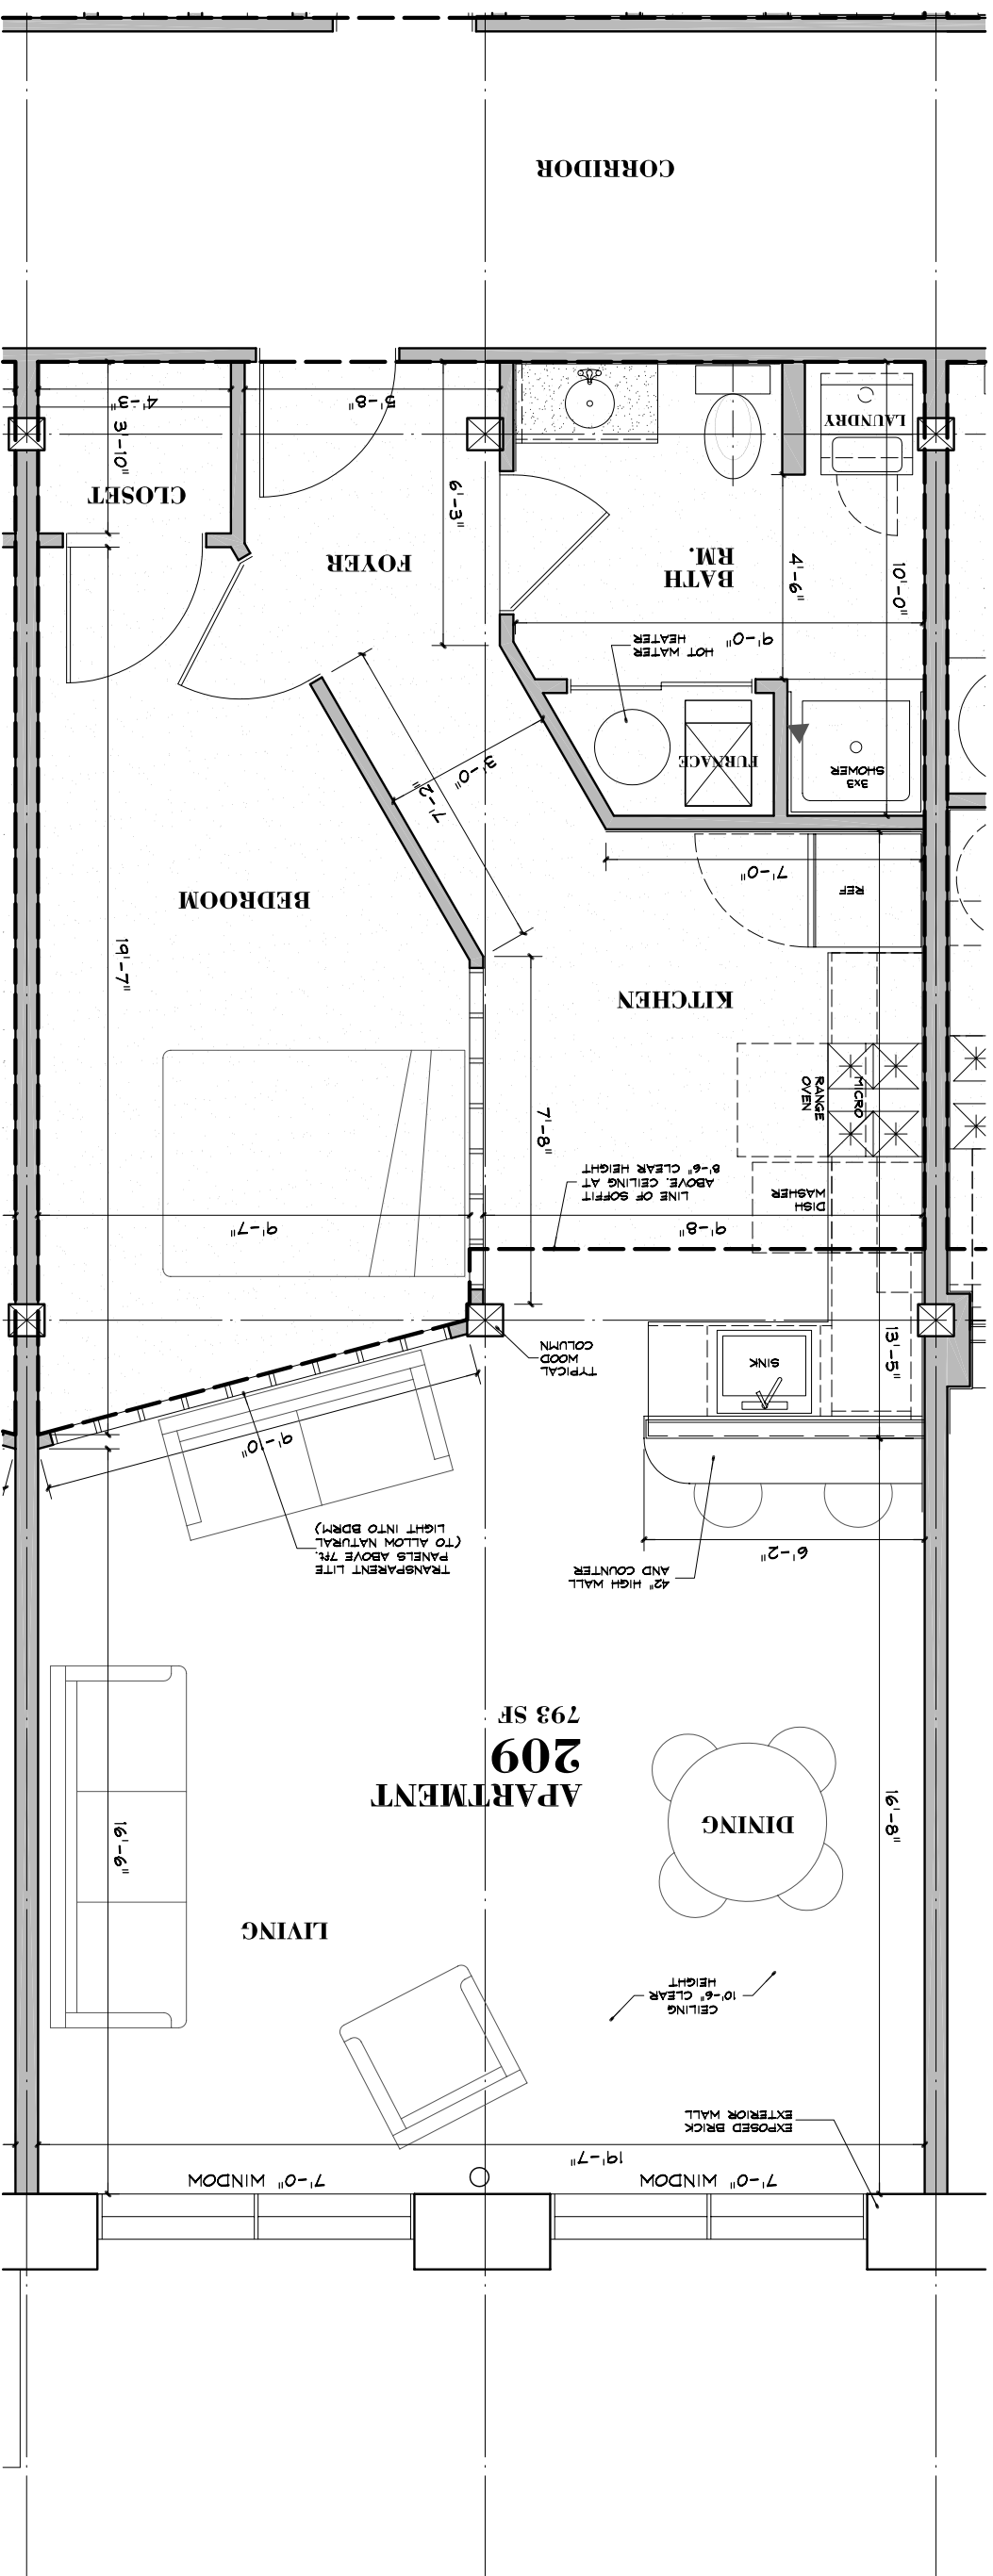 7'-0" WINDOW
7'-0" WINDOW
19'-7"
EXPOSED BRICK
EXTERIOR WALL
CEILING
10'-6" CLEAR
HEIGHT
LIVING
DINING
16'-8"
16'-6"
APARTMENT
209
793 SF
42" HIGH WALL
AND COUNTER
6'-2"
TRANSPARENT LITE
PANELS ABOVE 7ft.
(TO ALLOW NATURAL
LIGHT INTO BDRM)
9'-0"
SINK
13'-5"
TYPICAL
WOOD
COLUMN
9'-8"
9'-7"
DISH
WASHER
LINE OF SOFFIT
ABOVE. CEILING AT
8'-6" CLEAR HEIGHT
7'-8"
MICRO
RANGE
OVEN
KITCHEN
19'-7"
BEDROOM
REF
7'-0"
7'-2"
3'-0"
3x3
SHOWER
FURNACE
HOT WATER
HEATER
9'-0"
10'-0"
4'-6"
BATH
RM.
FOYER
6'-3"
CLOSET
3'-10"
LAUNDRY
5'-8"
4'-3"
CORRIDOR